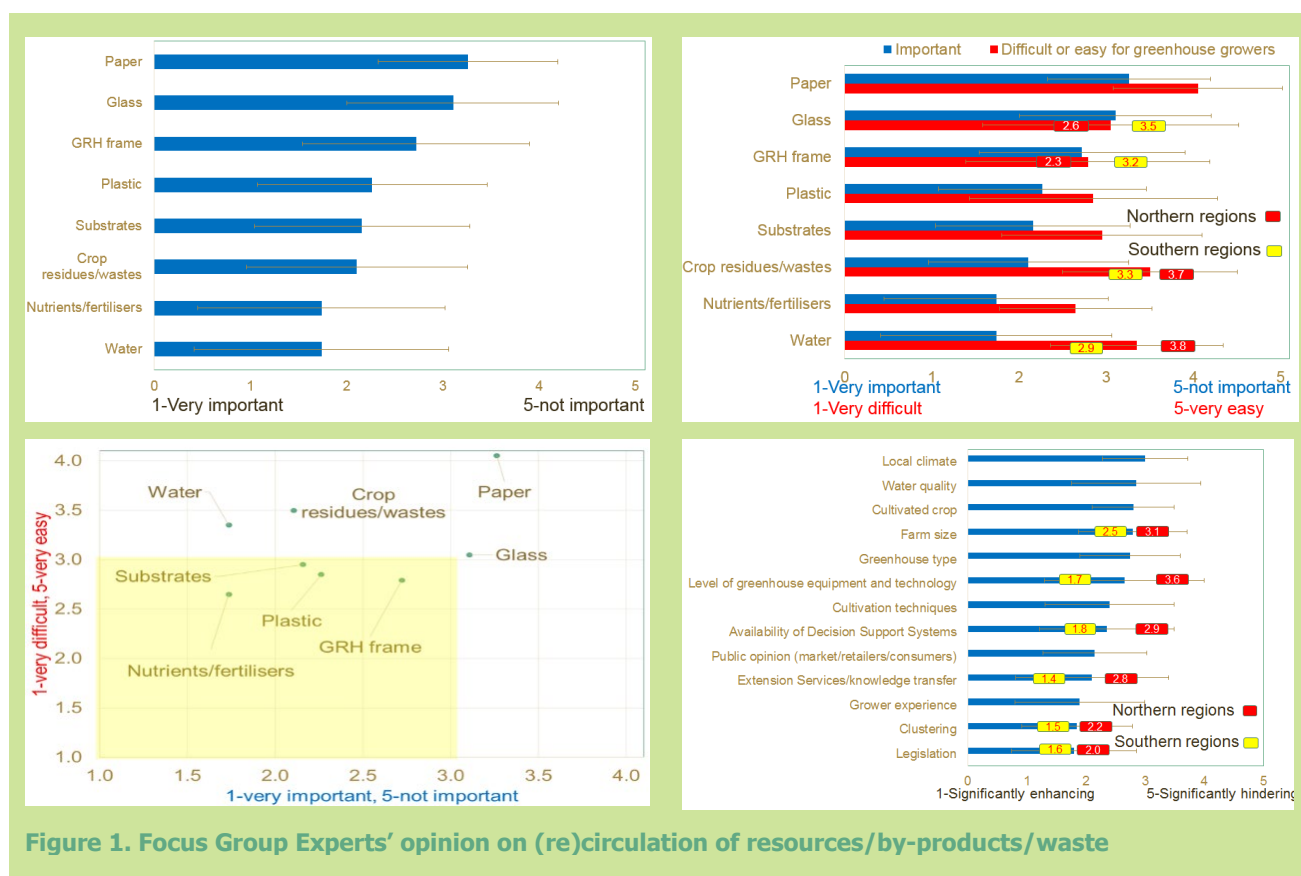 Paper
Glass
GRH frame
Plastic
Substrates
Crop
residues/wastes
Nutrients/fertilisers
Water
0 1 2 3 4 5
1-Very important 5-not important
Important Difficult or easy for greenhouse growers
Paper
Glass 2.6 3.5
GRH frame 2.3 3.2
Plastic
Northern regions
Substrates
Southern regions
Crop residues/wastes 3.3 3.7
Nutrients/fertilisers
Water 2.9 3.8
0 1 2 3 4 5
1-Very important 5-not important
1-Very difficult 5-very easy
1-very difficult, 5-very easy
4.0
3.5
3.0
2.5
2.0
1.5
1.0
Water
Crop
residues/wastes
Paper
Glass
Substrates
Plastic
GRH frame
Nutrients/fertilisers
1.0 1.5 2.0 2.5 3.0 3.5 4.0
1-very important, 5-not important
Local climate
Water quality
Cultivated crop
Farm size 2.5 3.1
Greenhouse type
Level of greenhouse equipment and technology 1.7 3.6
Cultivation techniques
Availability of Decision Support Systems 1.8 2.9
Public opinion (market/retailers/consumers)
Extension Services/knowledge transfer 1.4 2.8
Grower experience
Northern regions
Clustering 1.5 2.2
Southern regions
Legislation 1.6 2.0
0 1 2 3 4 5
1-Significantly enhancing 5-Significantly hindering
Figure 1. Focus Group Experts’ opinion on (re)circulation of resources/by-products/waste